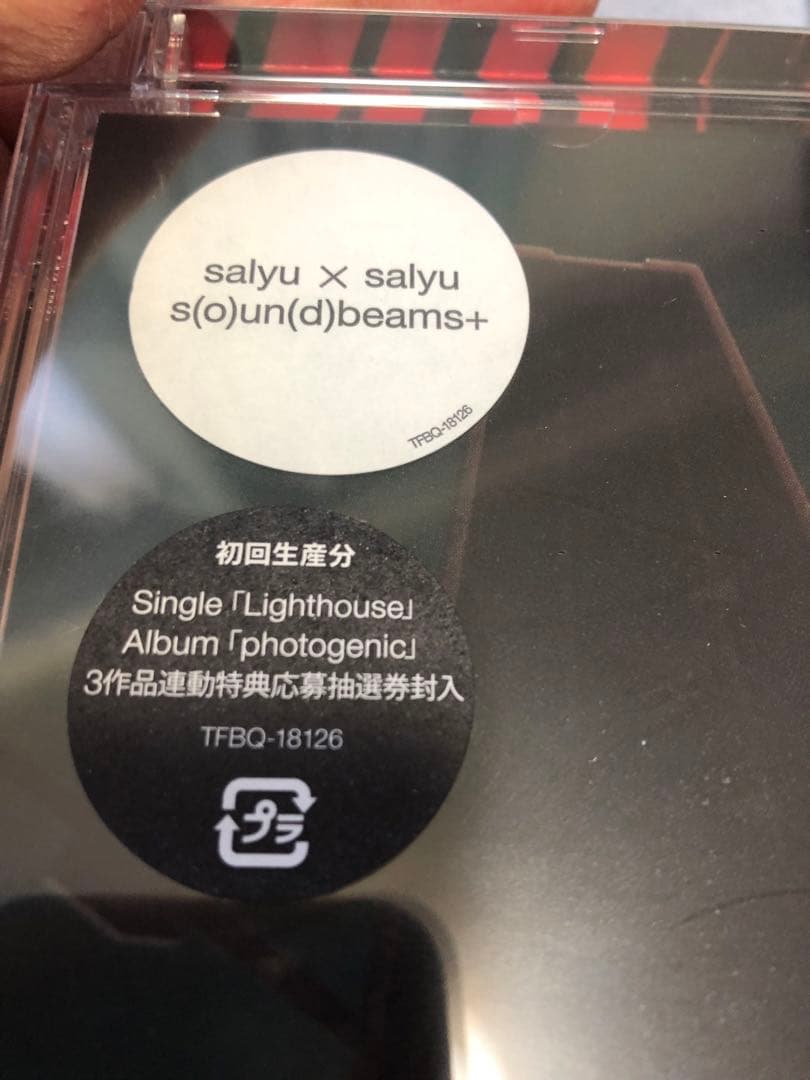 salyu × salyu
s(o)un(d)beams+
TFBQ-18126
初回生産分
Single「Lighthouse」
Album「photogenic」
3作品連動特典応募抽選券封入
TFBQ-18126
プラ